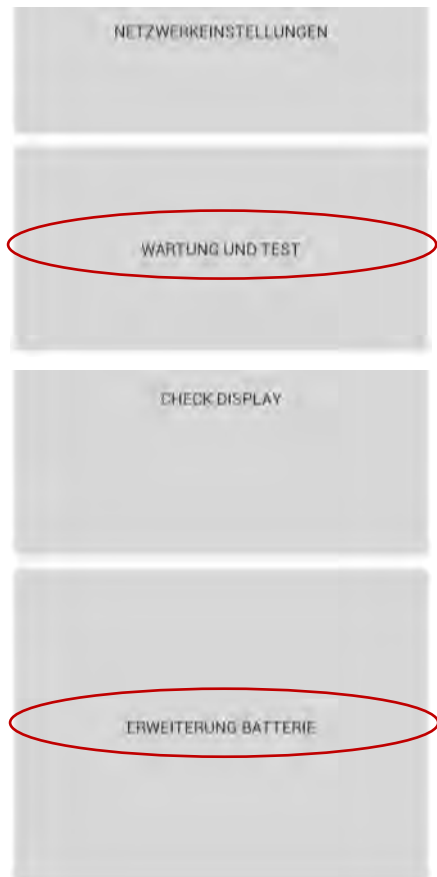 NETZWERKEINSTELLUNGEN
WARTUNG UND TEST
CHECK DISPLAY
ERWEITERUNG BATTERIE